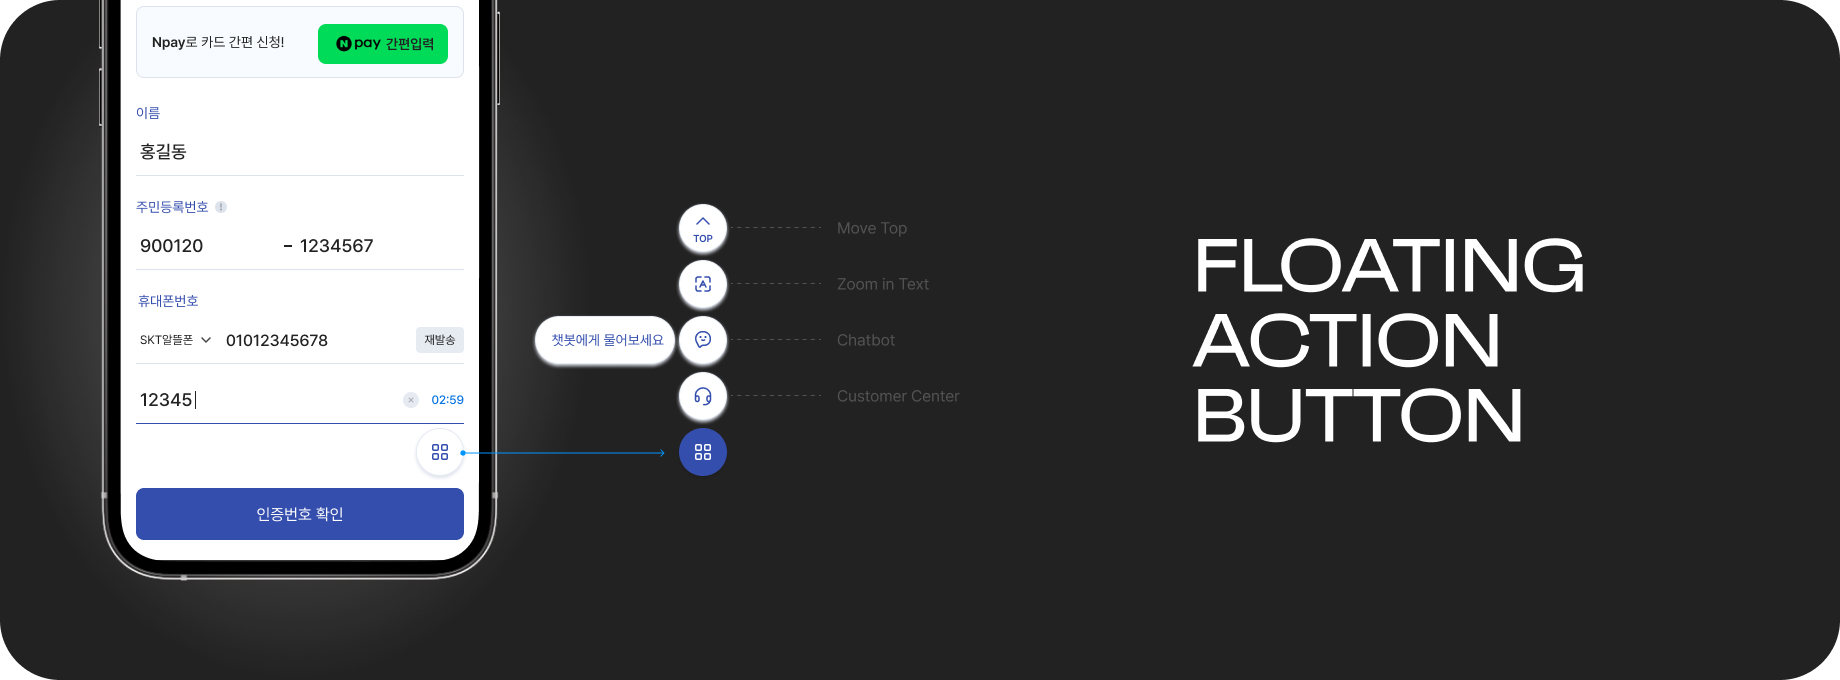 Npay로 카드 간편 신청!
N pay 간편입력
이름
홍길동
주민등록번호 !
900120 – 1234567
휴대폰번호
SKT알뜰폰 01012345678 재발송
12345 02:59
인증번호 확인
TOP
챗봇에게 물어보세요
Move Top
Zoom in Text
Chatbot
Customer Center
FLOATING
ACTION
BUTTON